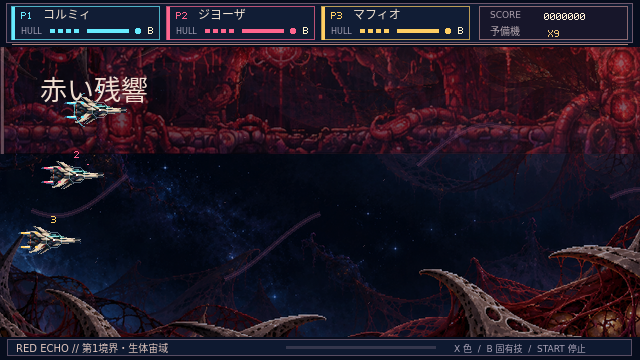 P1 コルミィ
HULL B
P2 ジヨーザ
HULL B
P3 マフィオ
HULL B
SCORE 0000000
予備機 X9
赤い残響
2
3
RED ECHO // 第1境界・生体宙域
X 色 / B 固有技 / START 停止